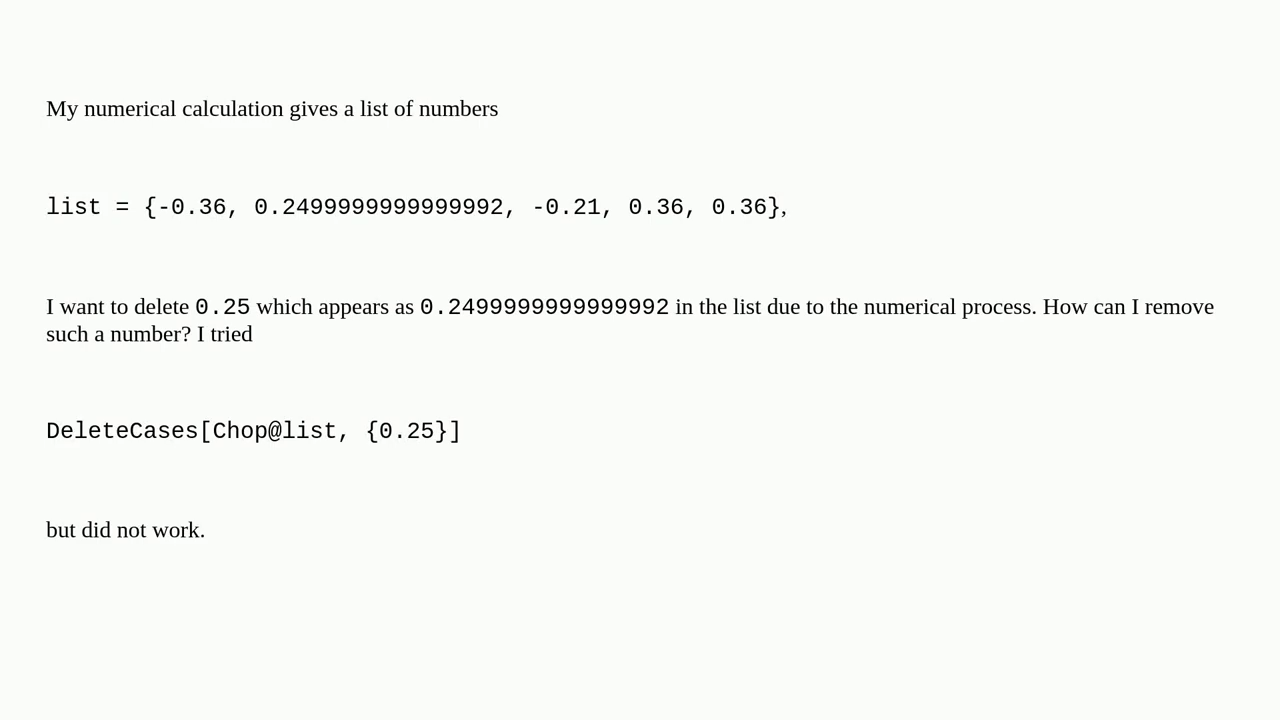 My numerical calculation gives a list of numbers
list = {-0.36, 0.2499999999999992, -0.21, 0.36, 0.36},
I want to delete 0.25 which appears as 0.2499999999999992 in the list due to the numerical process. How can I remove
such a number? I tried
DeleteCases[Chop@list, {0.25}]
but did not work.